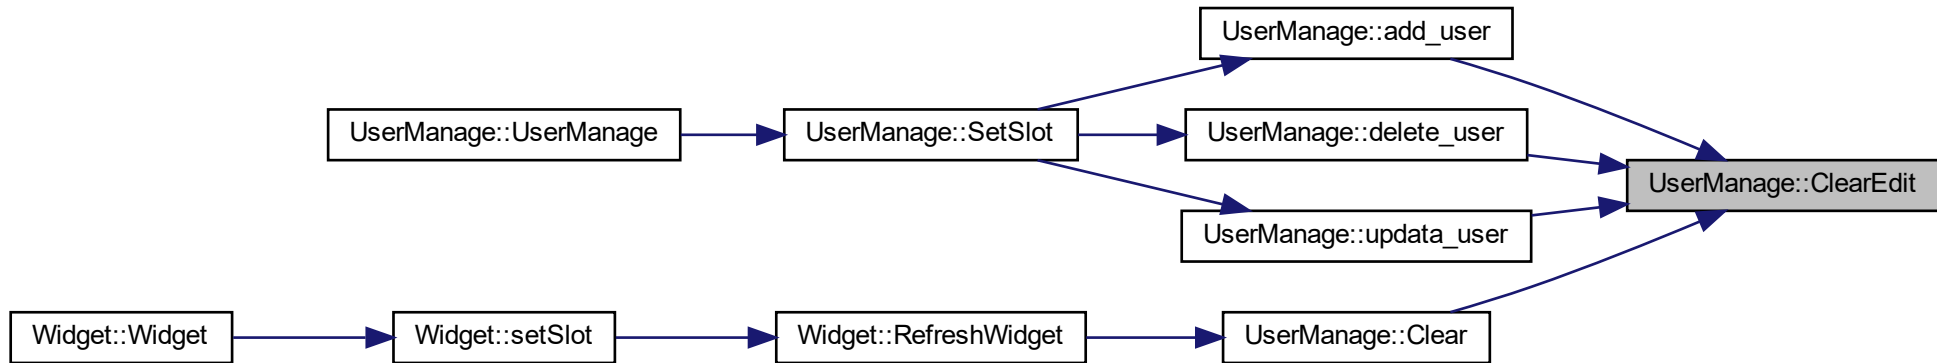 UserManage::add_user
UserManage::UserManage
UserManage::SetSlot
UserManage::delete_user
UserManage::ClearEdit
UserManage::updata_user
Widget::Widget
Widget::setSlot
Widget::RefreshWidget
UserManage::Clear